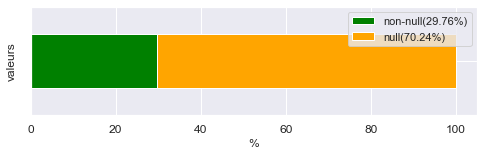 non-null(29.76%)
null(70.24%)
valeurs
0 20 40 60 80 100
%